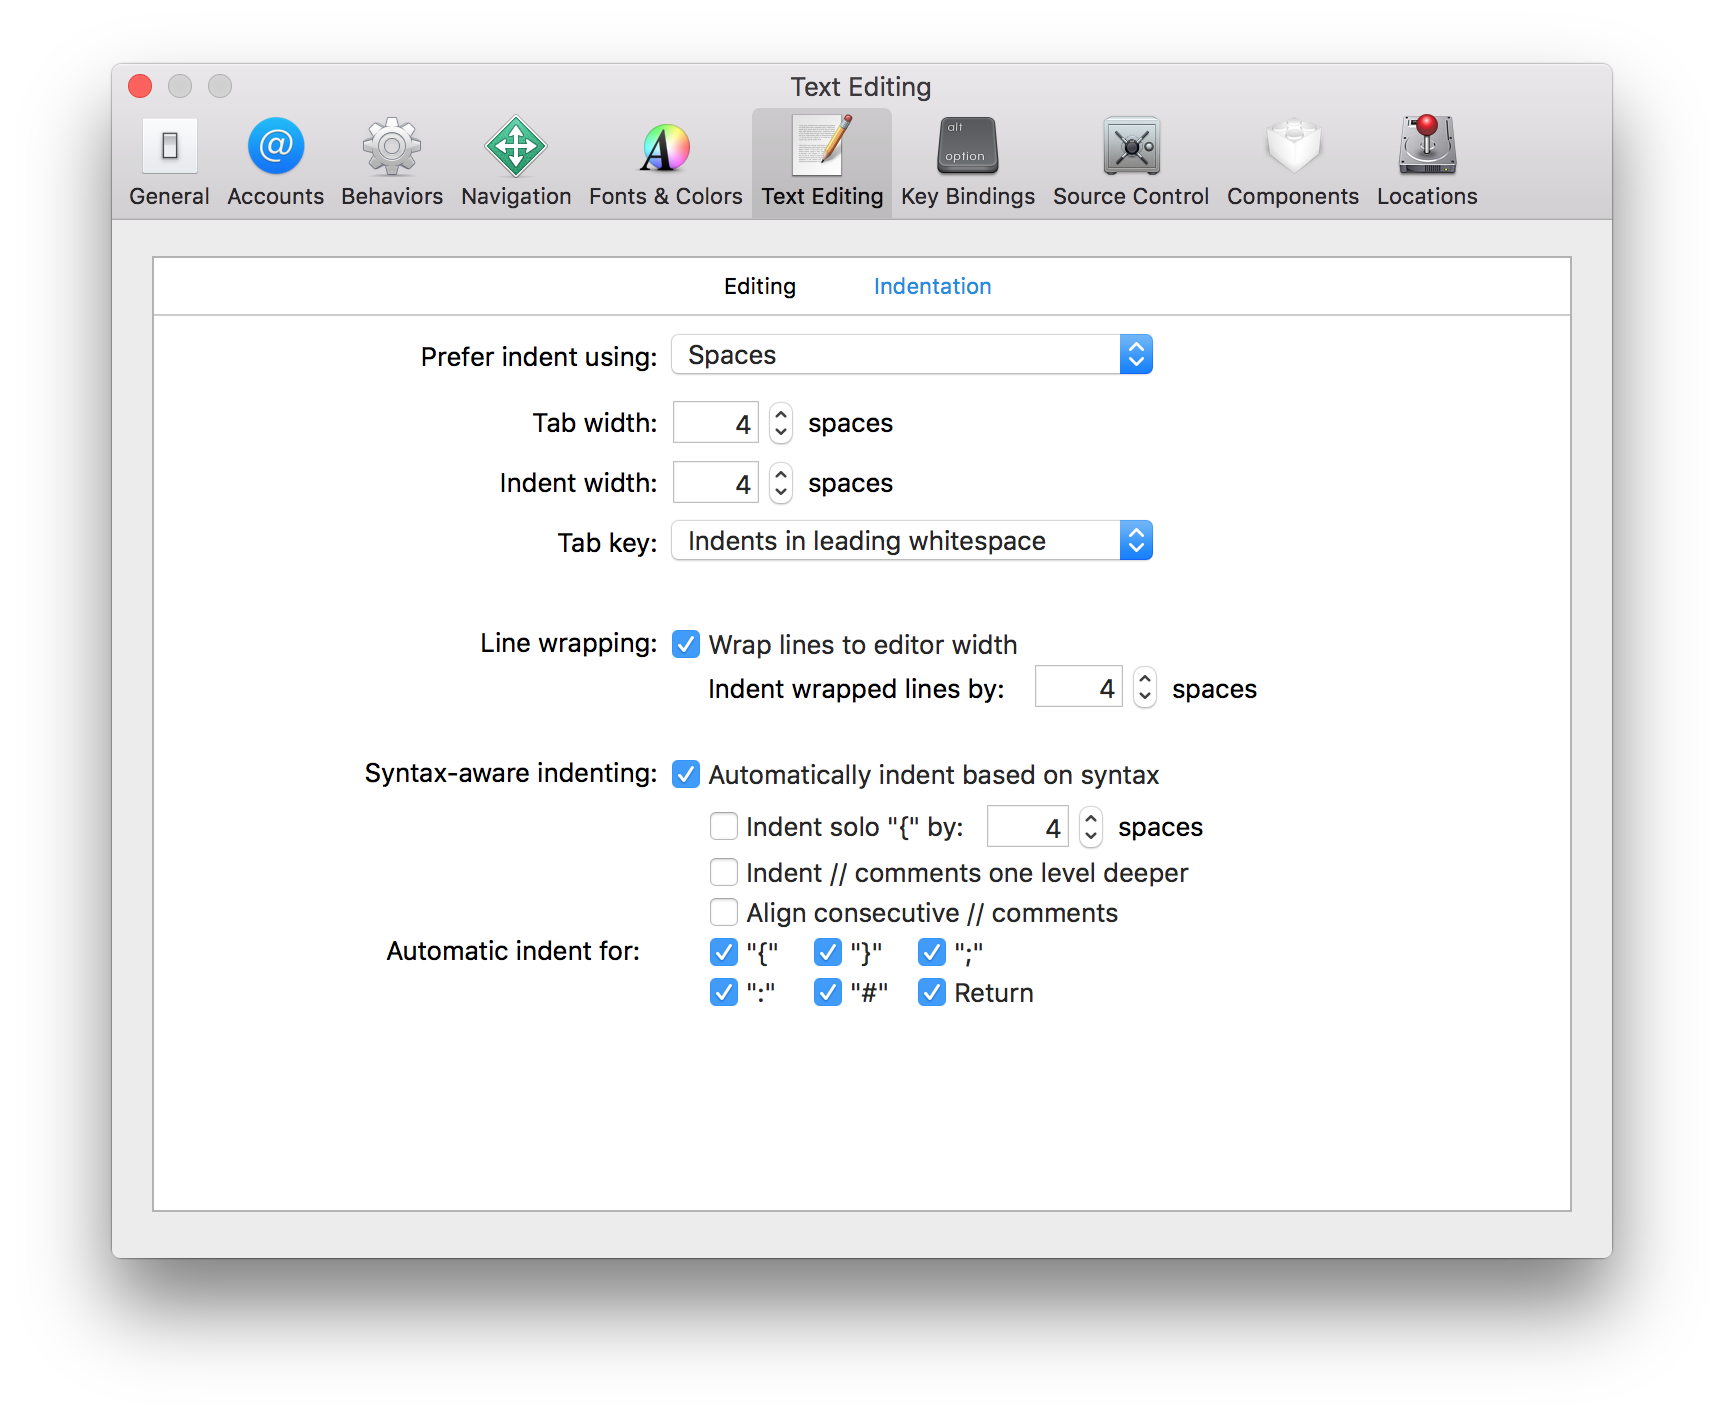 Text Editing
General Accounts Behaviors Navigation Fonts & Colors Text Editing Key Bindings Source Control Components Locations
alt
option
Editing Indentation
Prefer indent using: Spaces
Tab width: 4 spaces
Indent width: 4 spaces
Tab key: Indents in leading whitespace
Line wrapping: Wrap lines to editor width
Indent wrapped lines by: 4 spaces
Syntax-aware indenting: Automatically indent based on syntax
Indent solo "{" by: 4 spaces
Indent // comments one level deeper
Align consecutive // comments
Automatic indent for: "{" "}" ";"
":" "#" Return